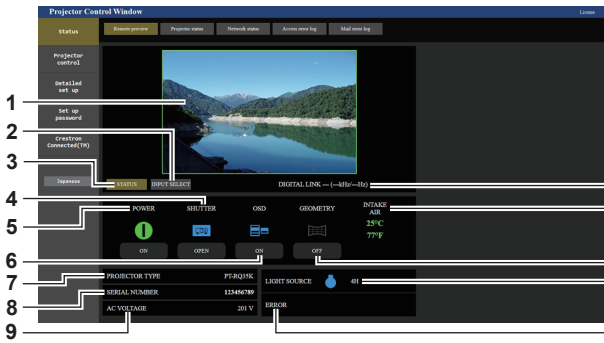 Projector Control Window
License
Status
Remote preview
Projector status
Network status
Access error log
Mail error log
Projector control
Detailed set up
Set up password
Crestron Connected(TM)
Japanese
1
2
3
STATUS
INPUT SELECT
DIGITAL LINK --- (---kHz/---Hz)
4
5
POWER
SHUTTER
OSD
GEOMETRY
INTAKE AIR
25°C
77°F
ON
OPEN
ON
OFF
6
7
PROJECTOR TYPE
PT-RQ35K
LIGHT SOURCE
4H
8
SERIAL NUMBER
123456789
9
AC VOLTAGE
201 V
ERROR